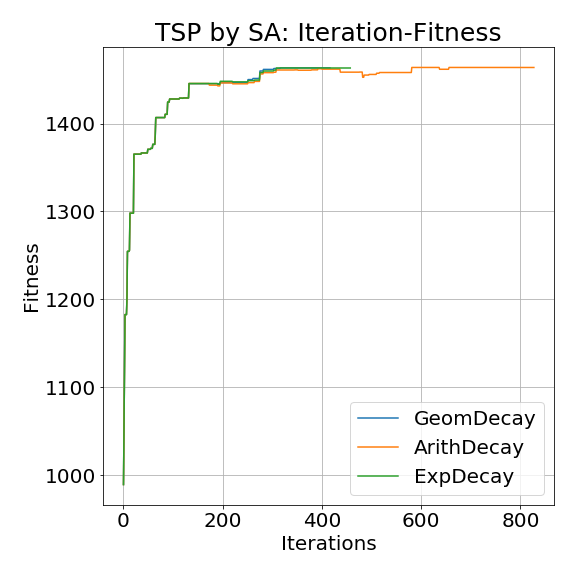 TSP by SA: Iteration-Fitness
Fitness
1400
1300
1200
1100
1000
GeomDecay
ArithDecay
ExpDecay
0 200 400 600 800
Iterations